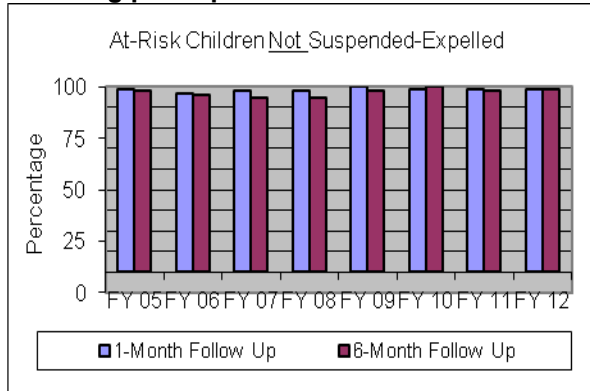 At-Risk Children Not Suspended-Expelled
100
75
50
25
0
Percentage
FY 05 FY 06 FY 07 FY 08 FY 09 FY 10 FY 11 FY 12
1-Month Follow Up 6-Month Follow Up